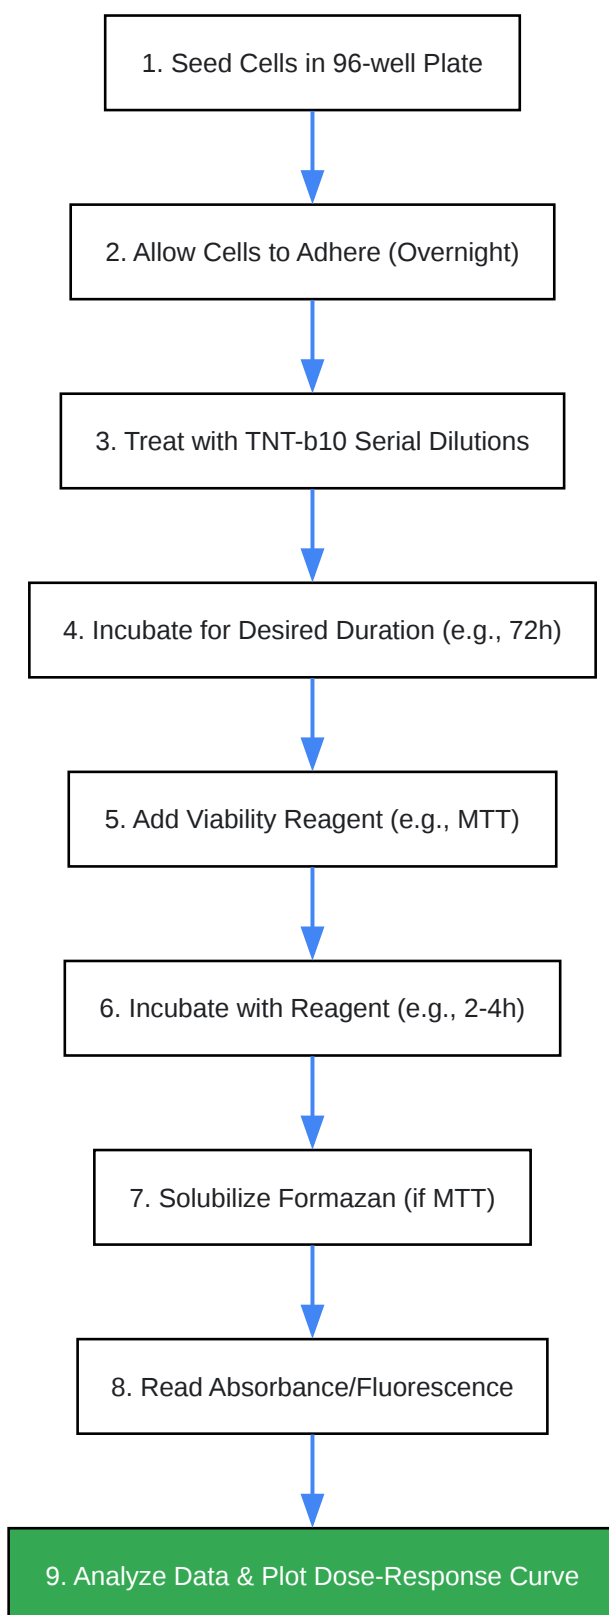 1. Seed Cells in 96-well Plate
2. Allow Cells to Adhere (Overnight)
3. Treat with TNT-b10 Serial Dilutions
4. Incubate for Desired Duration (e.g., 72h)
5. Add Viability Reagent (e.g., MTT)
6. Incubate with Reagent (e.g., 2-4h)
7. Solubilize Formazan (if MTT)
8. Read Absorbance/Fluorescence
9. Analyze Data & Plot Dose-Response Curve